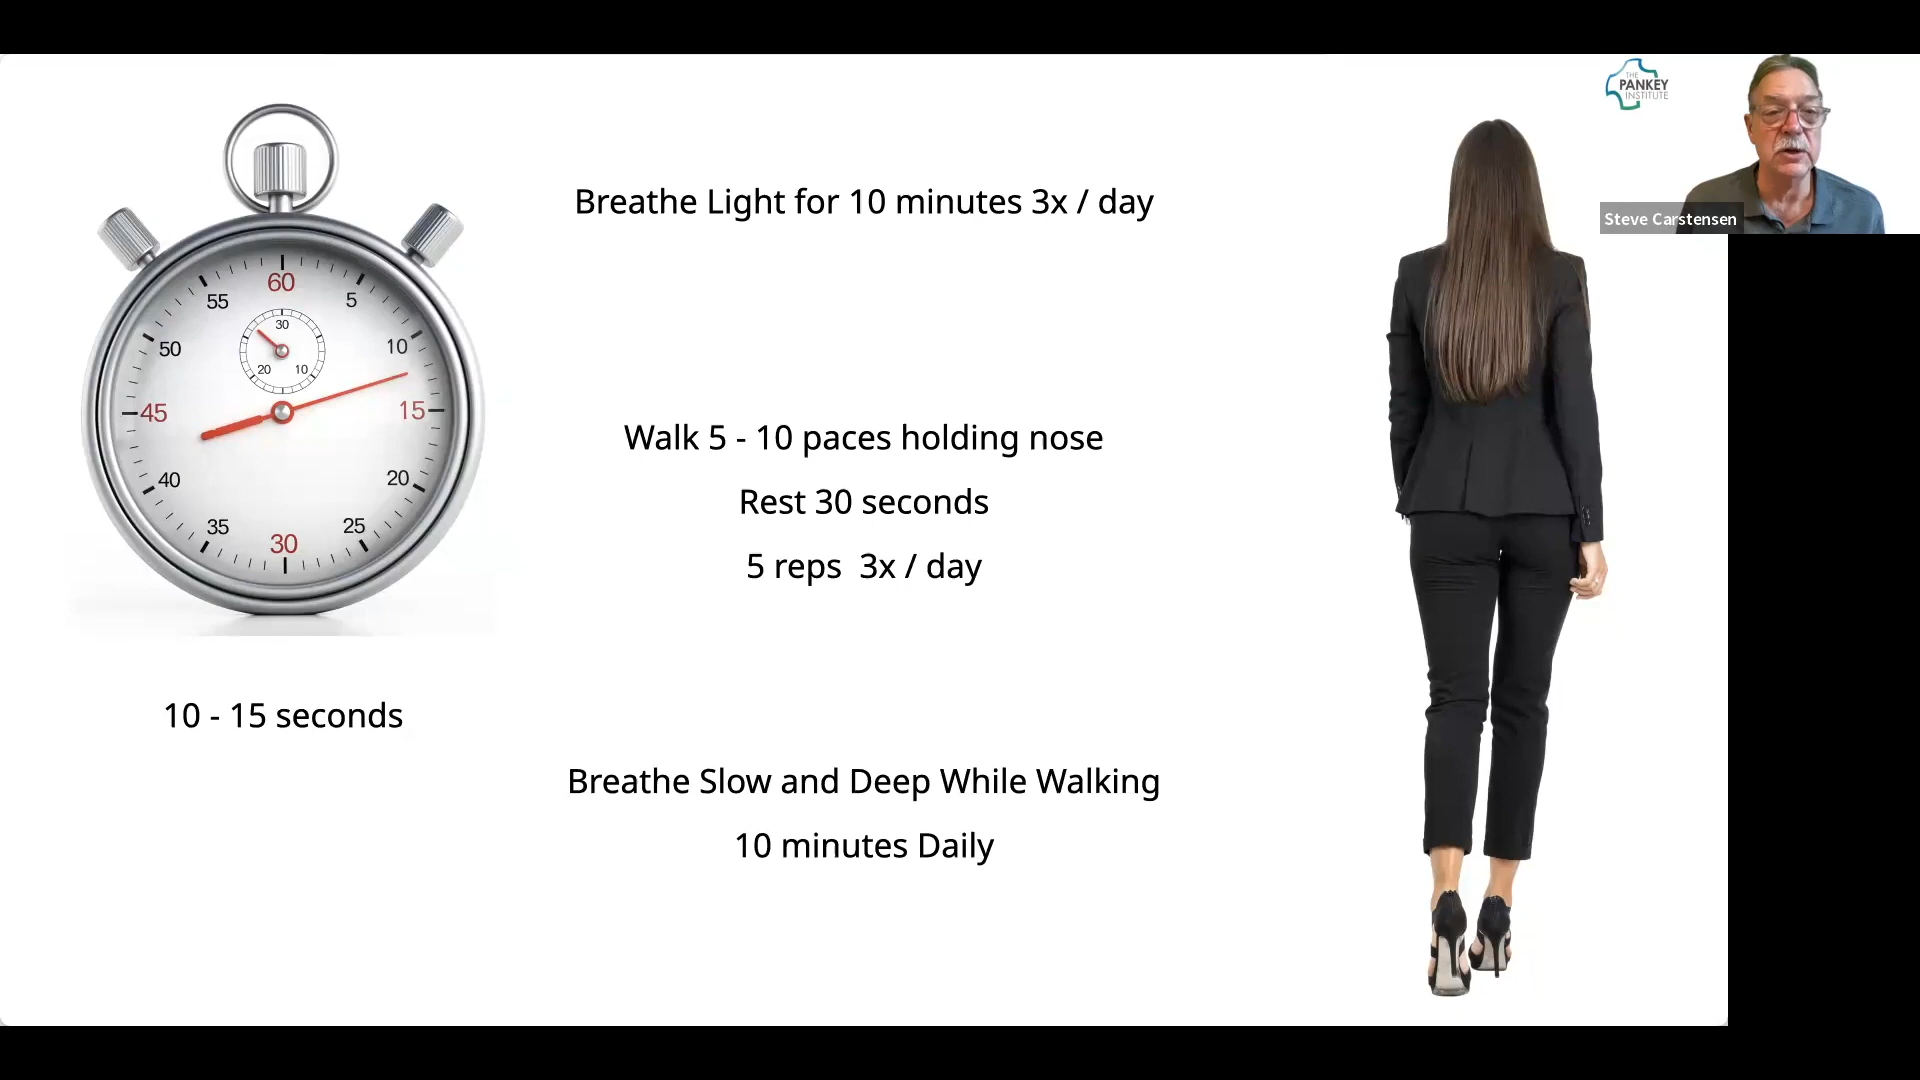 THE
PANKEY
INSTITUTE
Steve Carstensen
Breathe Light for 10 minutes 3x / day
60
55
5
50
10
45
15
40
20
35
25
30
30
20
10
Walk 5 - 10 paces holding nose
Rest 30 seconds
5 reps 3x / day
10 - 15 seconds
Breathe Slow and Deep While Walking
10 minutes Daily